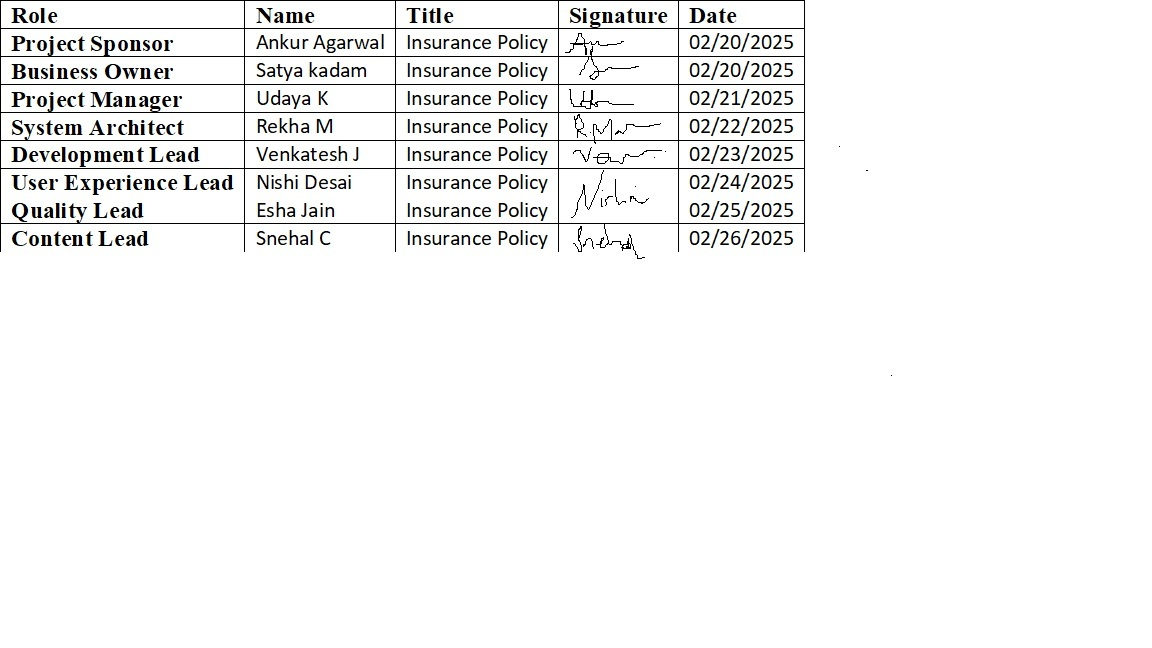 Role Name Title Signature Date
Project Sponsor Ankur Agarwal Insurance Policy 02/20/2025
Business Owner Satya kadam Insurance Policy 02/20/2025
Project Manager Udaya K Insurance Policy 02/21/2025
System Architect Rekha M Insurance Policy 02/22/2025
Development Lead Venkatesh J Insurance Policy 02/23/2025
User Experience Lead Nishi Desai Insurance Policy 02/24/2025
Quality Lead Esha Jain Insurance Policy 02/25/2025
Content Lead Snehal C Insurance Policy 02/26/2025